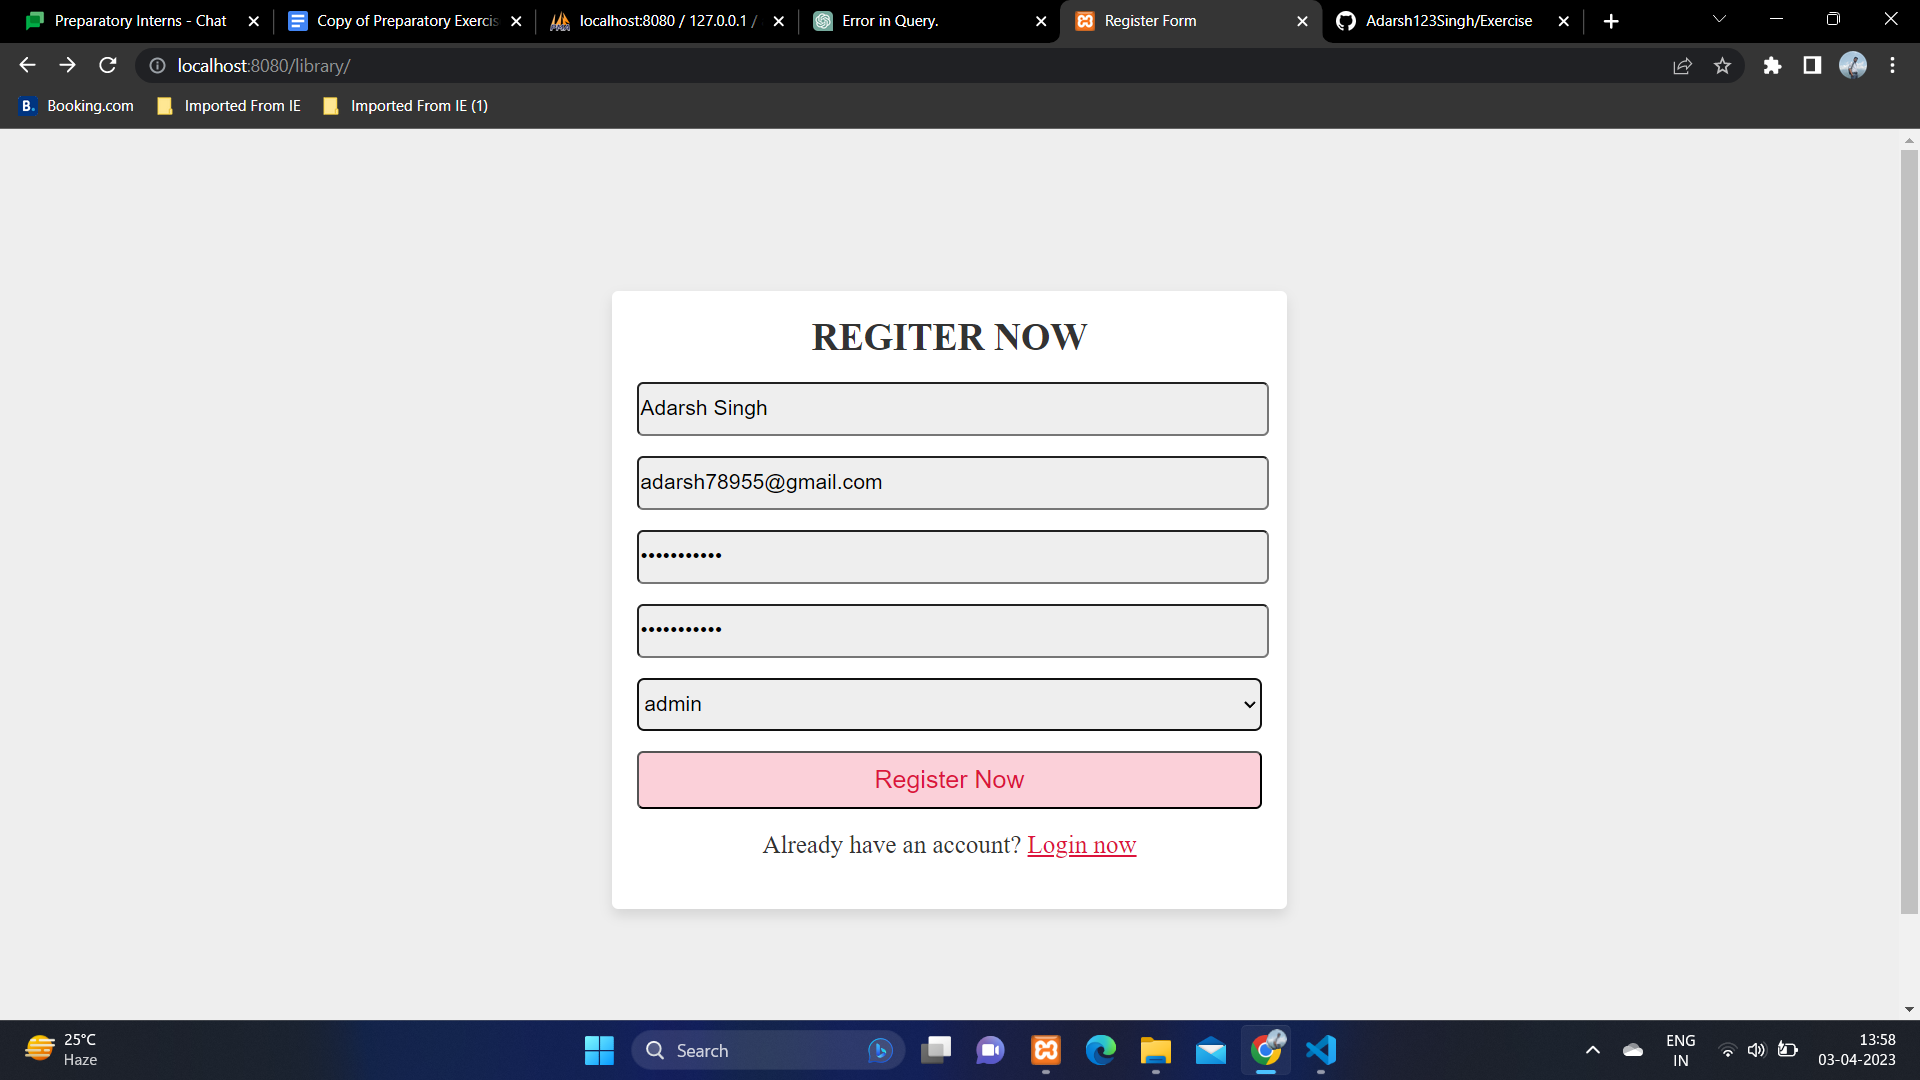 Preparatory Interns - Chat
Copy of Preparatory Exercis
localhost:8080 / 127.0.0.1 /
Error in Query.
Register Form
Adarsh123Singh/Exercise
localhost:8080/library/
B. Booking.com
Imported From IE
Imported From IE (1)
REGITER NOW
Adarsh Singh
adarsh78955@gmail.com
•••••••••••
•••••••••••
admin
Register Now
Already have an account? Login now
25°C
Haze
Search
ENG
IN
13:58
03-04-2023